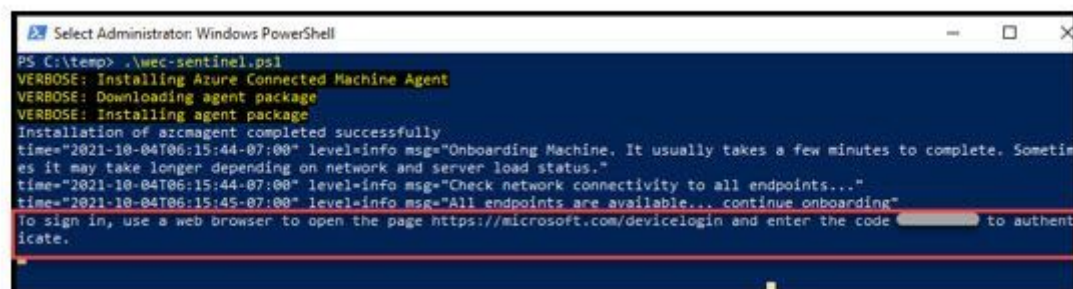 Select Administrator: Windows PowerShell
PS C:\temp> .\wec-sentinel.ps1
VERBOSE: Installing Azure Connected Machine Agent
VERBOSE: Downloading agent package
VERBOSE: Installing agent package
Installation of azcmagent completed successfully
time="2021-10-04T06:15:44-07:00" level=info msg="Onboarding Machine. It usually takes a few minutes to complete. Sometim
es it may take longer depending on network and server load status."
time="2021-10-04T06:15:44-07:00" level=info msg="Check network connectivity to all endpoints..."
time="2021-10-04T06:15:45-07:00" level=info msg="All endpoints are available... continue onboarding"
To sign in, use a web browser to open the page https://microsoft.com/devicelogin and enter the code to authent
icate.